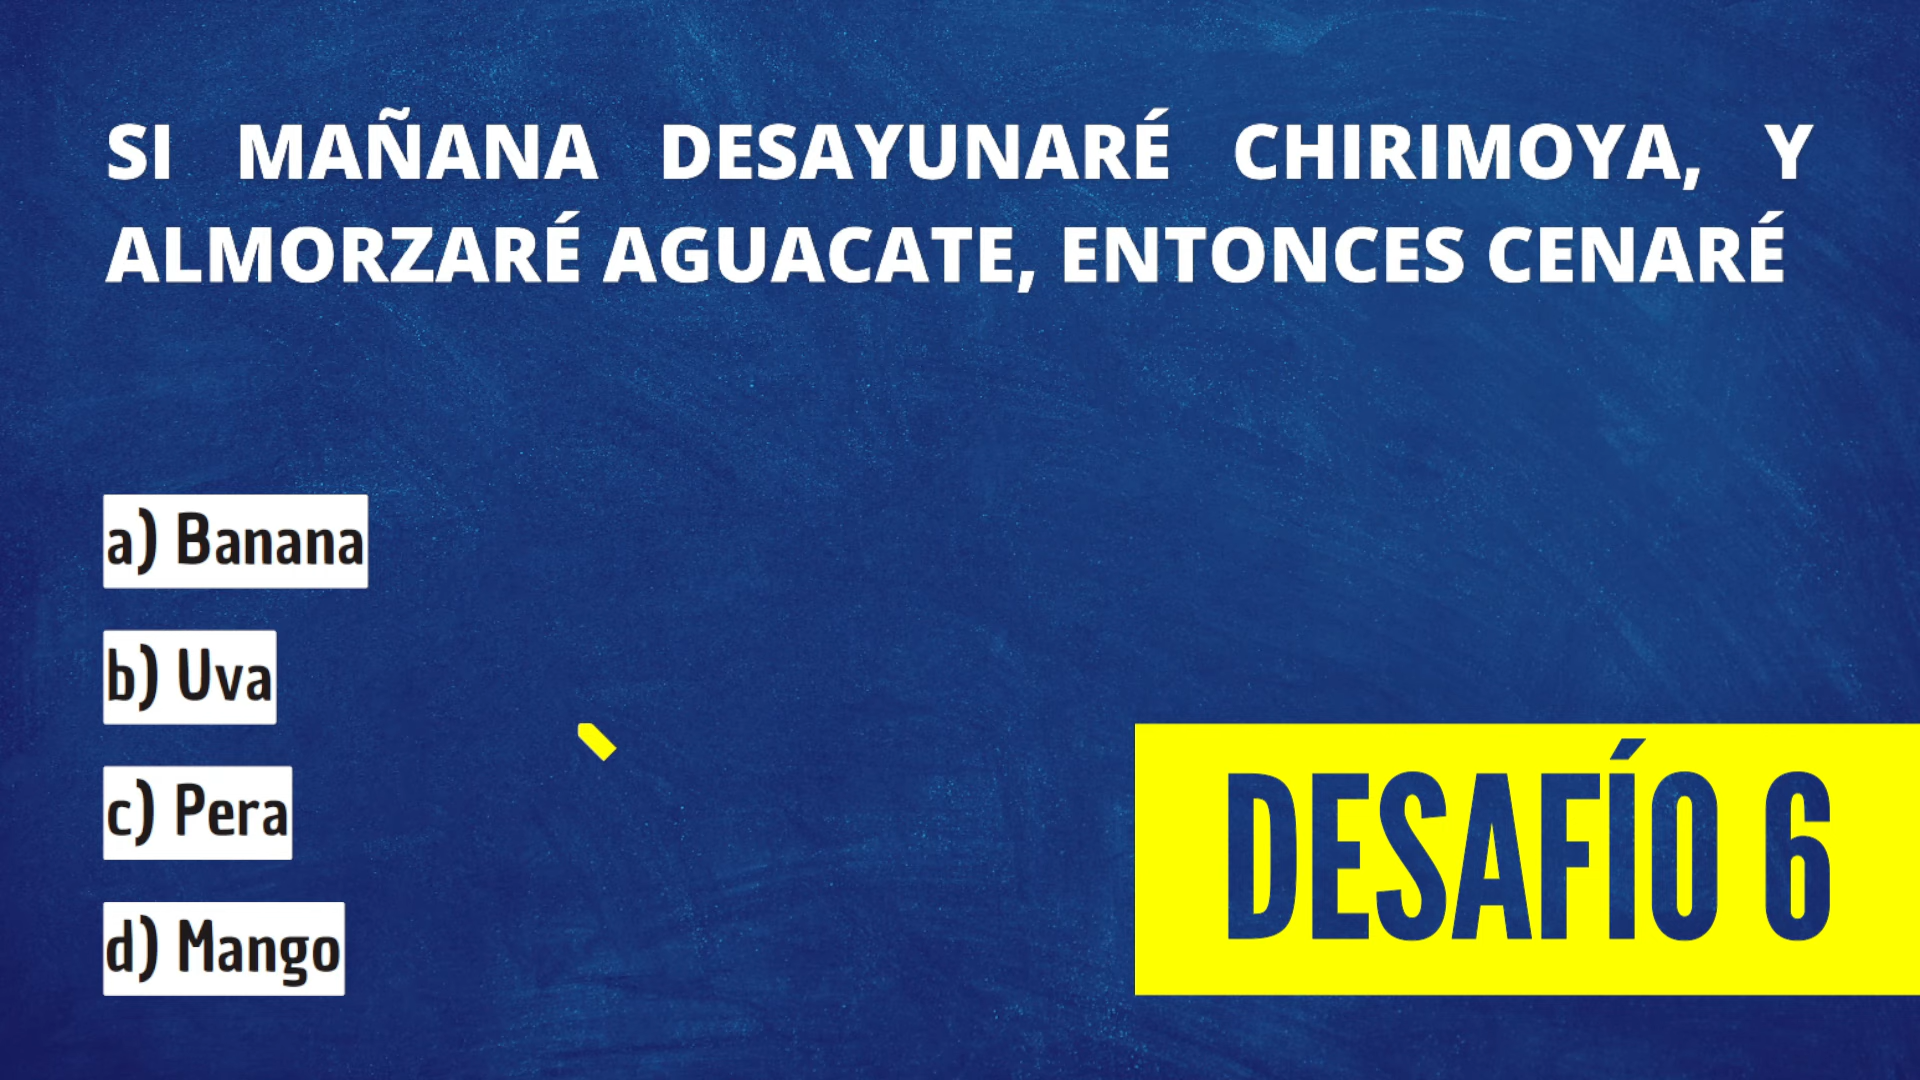 SI MAÑANA DESAYUNARÉ CHIRIMOYA, Y
ALMORZARÉ AGUACATE, ENTONCES CENARÉ
a) Banana
b) Uva
c) Pera
d) Mango
DESAFÍO 6